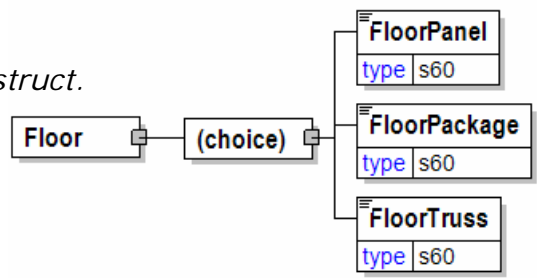 FloorPanel
type s60
struct.
FloorPackage
Floor
(choice)
type s60
FloorTruss
type s60